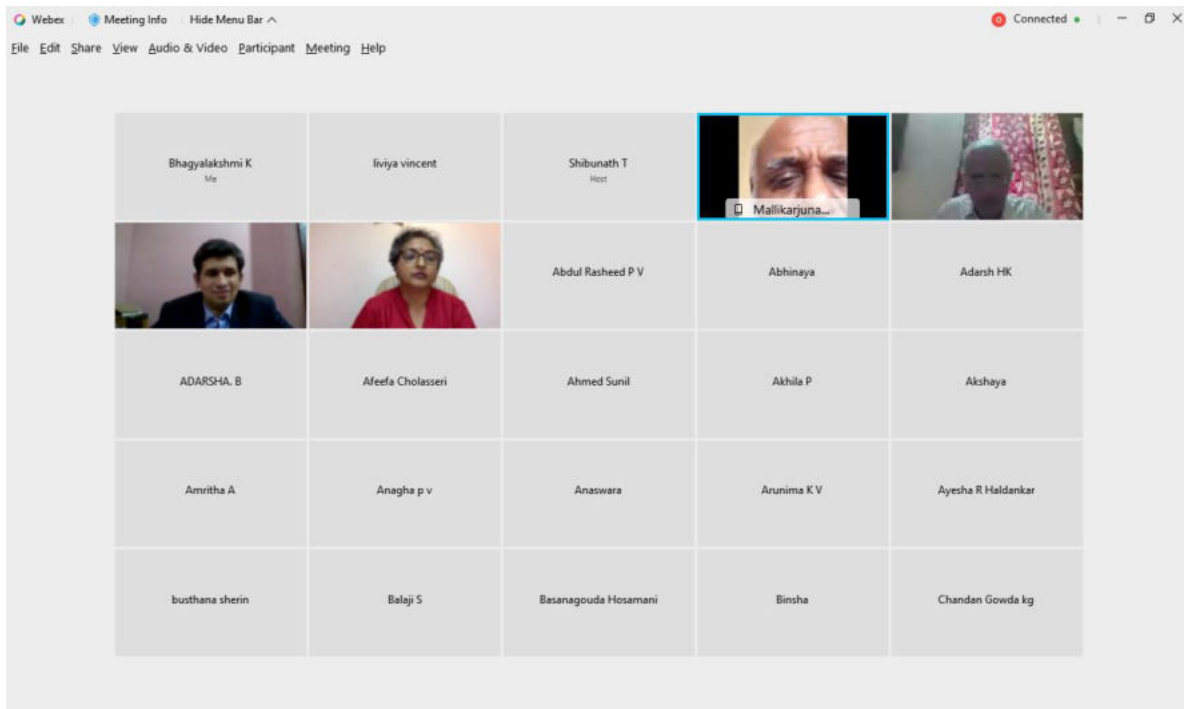 Webex Meeting Info Hide Menu Bar Connected
File Edit Share View Audio & Video Participant Meeting Help
Bhagyalakshmi K
Me
liviya vincent
Shibunath T
Host
Mallikarjuna...
Abdul Rasheed P V
Abhinaya
Adarsh HK
ADARSHA. B
Afeefa Cholasseri
Ahmed Sunil
Akhila P
Akshaya
Amritha A
Anagha p v
Anaswara
Arunima K V
Ayesha R Haldankar
busthana sherin
Balaji S
Basanagouda Hosamani
Binsha
Chandan Gowda kg